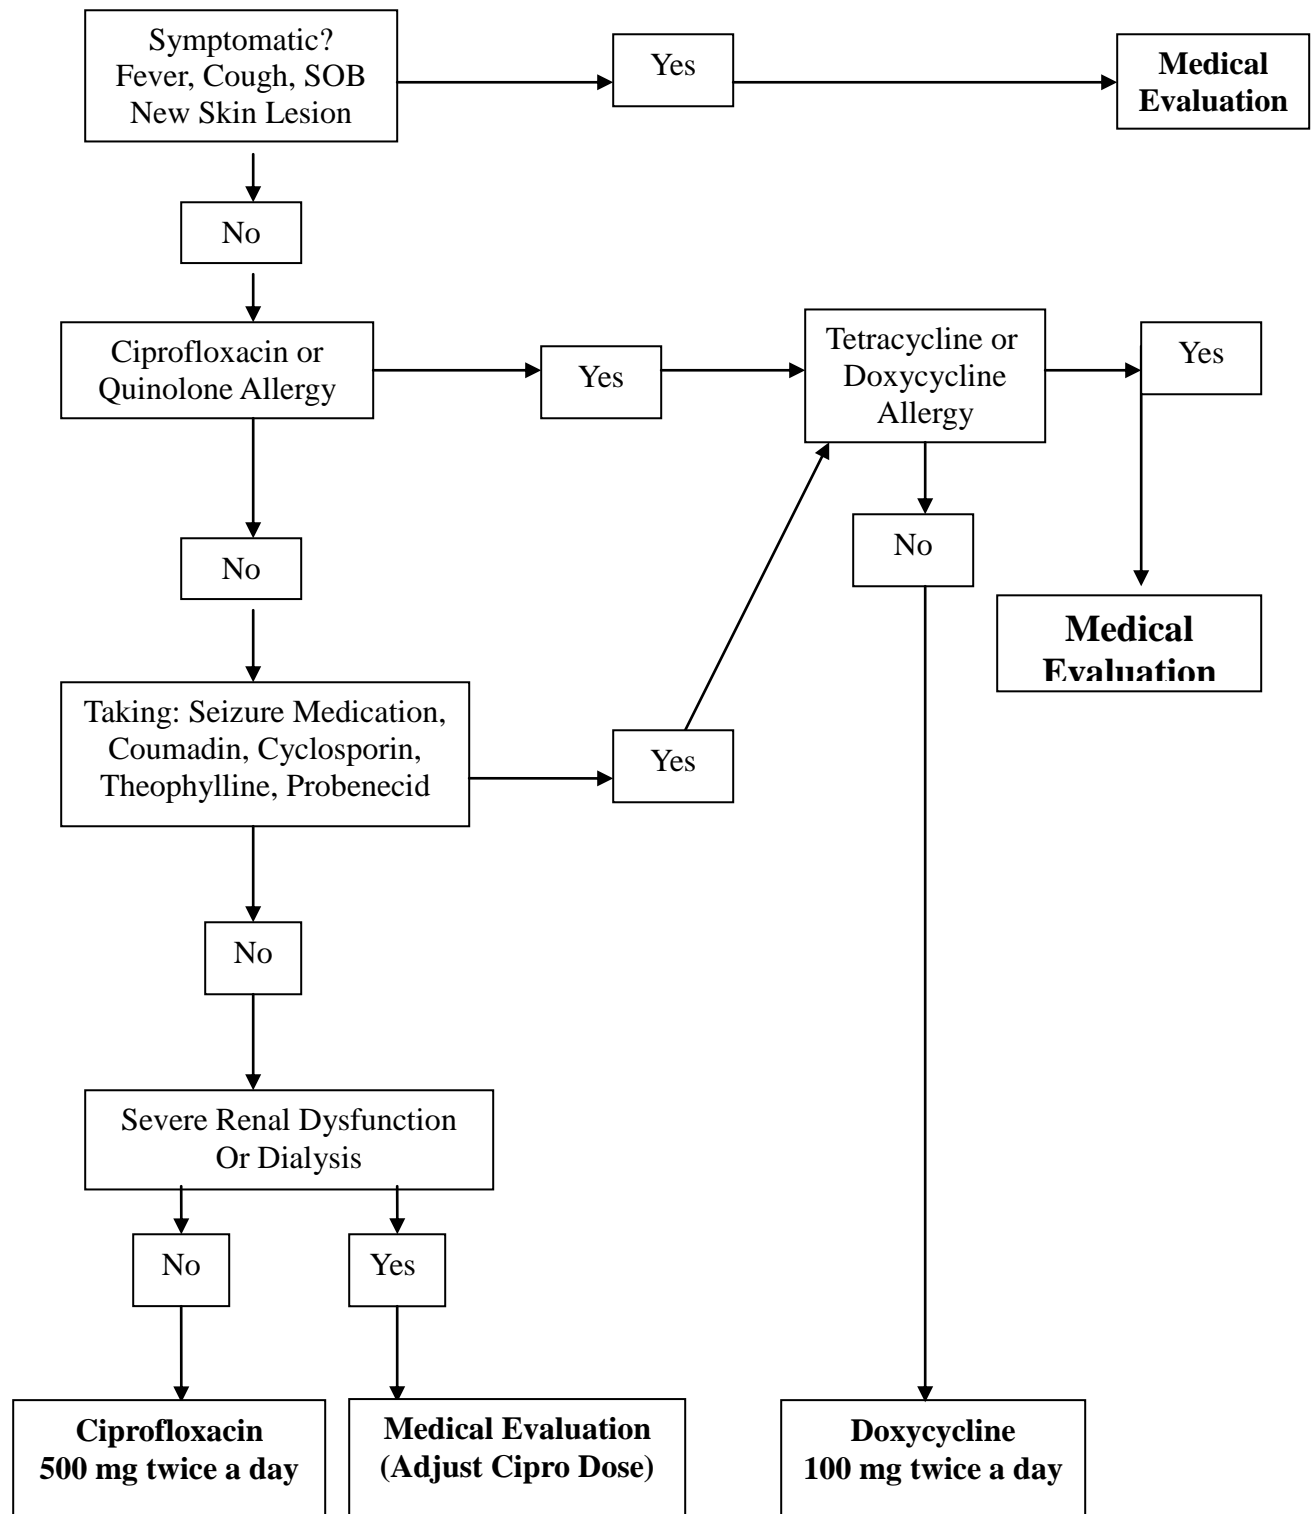 Symptomatic?
Fever, Cough, SOB
New Skin Lesion
Yes
Medical
Evaluation
No
Ciprofloxacin or
Quinolone Allergy
Yes
Tetracycline or
Doxycycline
Allergy
Yes
No
No
Medical
Evaluation
Taking: Seizure Medication,
Coumadin, Cyclosporin,
Theophylline, Probenecid
Yes
No
Severe Renal Dysfunction
Or Dialysis
No
Yes
Ciprofloxacin
500 mg twice a day
Medical Evaluation
(Adjust Cipro Dose)
Doxycycline
100 mg twice a day